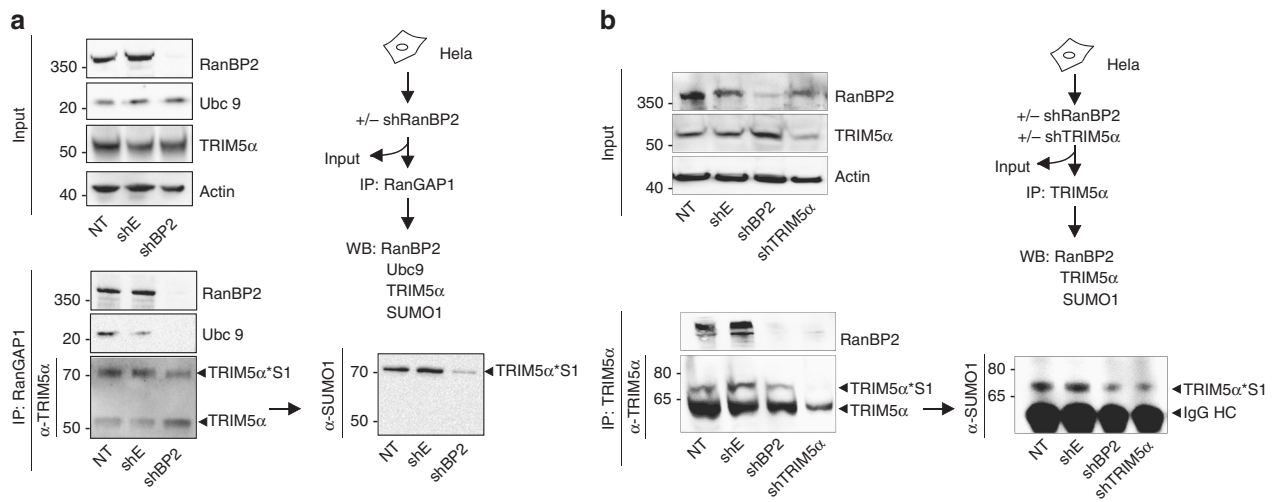 a
Input
350
RanBP2
20
Ubc 9
50
TRIM5α
40
Actin
NT
shE
shBP2
Hela
+/– shRanBP2
Input
IP: RanGAP1
WB: RanBP2
Ubc9
TRIM5α
SUMO1
IP: RanGAP1
α-TRIM5α
350
RanBP2
20
Ubc 9
70
TRIM5α*S1
50
TRIM5α
NT
shE
shBP2
α-SUMO1
70
TRIM5α*S1
50
NT
shE
shBP2
b
Input
350
RanBP2
50
TRIM5α
40
Actin
NT
shE
shBP2
shTRIM5α
Hela
+/– shRanBP2
+/– shTRIM5α
Input
IP: TRIM5α
WB: RanBP2
TRIM5α
SUMO1
IP: TRIM5α
α-TRIM5α
RanBP2
80
TRIM5α*S1
65
TRIM5α
NT
shE
shBP2
shTRIM5α
α-SUMO1
80
TRIM5α*S1
65
IgG HC
NT
shE
shBP2
shTRIM5α